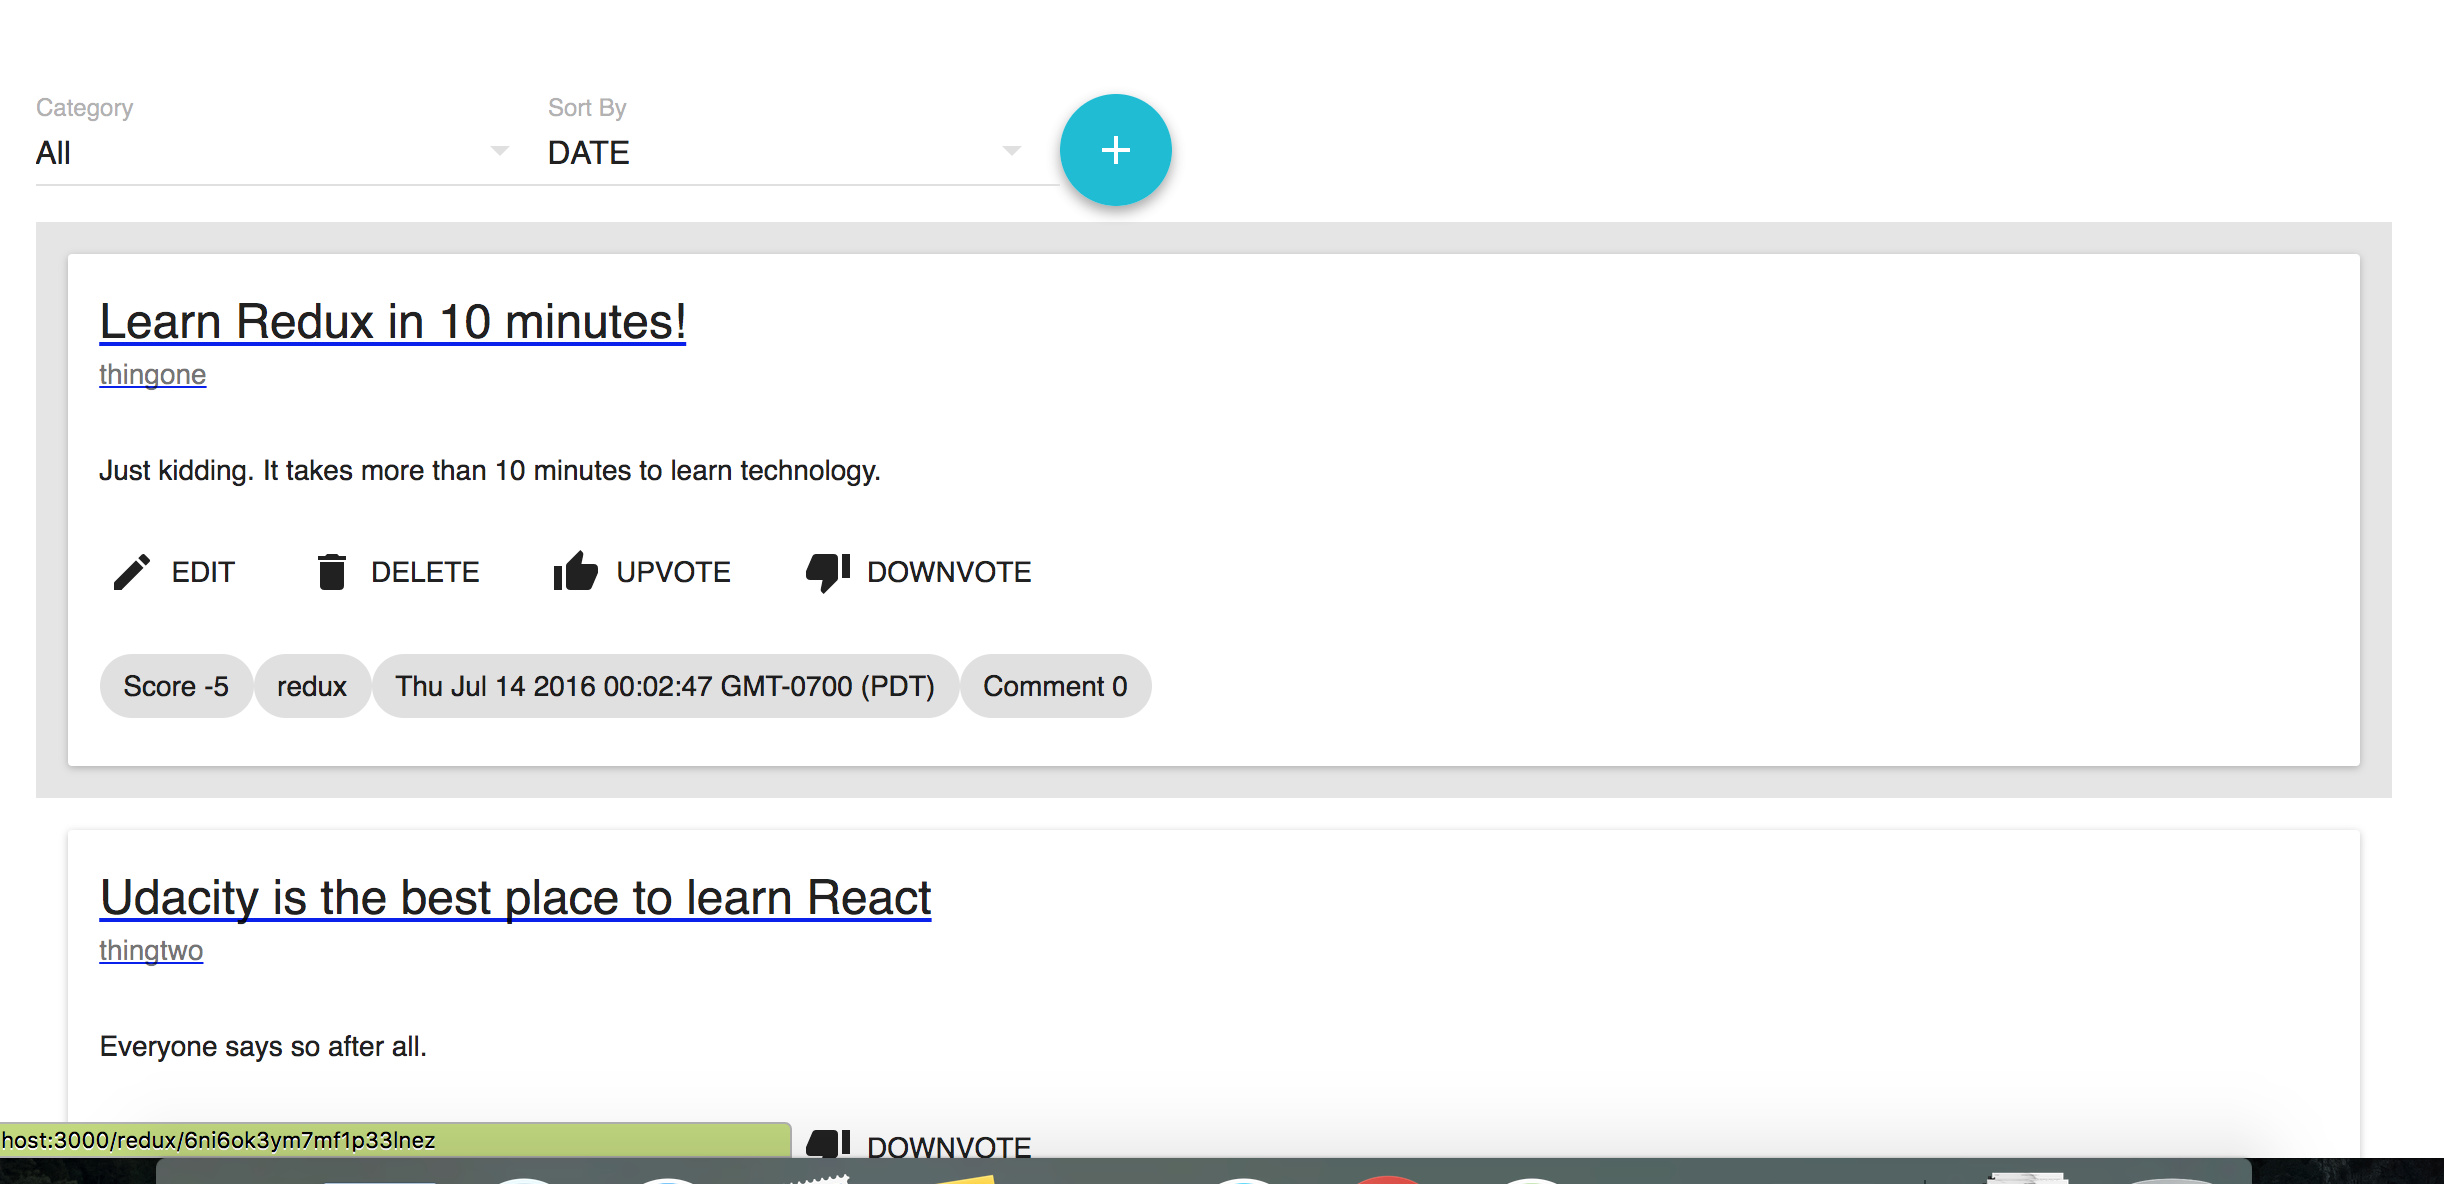 Category Sort By
All DATE
Learn Redux in 10 minutes!
thingone
Just kidding. It takes more than 10 minutes to learn technology.
EDIT DELETE UPVOTE DOWNVOTE
Score -5 redux Thu Jul 14 2016 00:02:47 GMT-0700 (PDT) Comment 0
Udacity is the best place to learn React
thingtwo
Everyone says so after all.
DOWNVOTE
host:3000/redux/6ni6ok3ym7mf1p33lnez